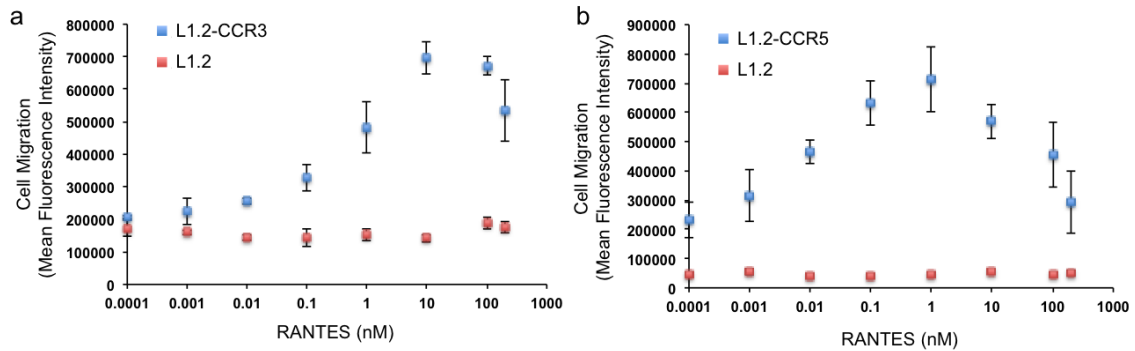 a
L1.2-CCR3
L1.2
800000
700000
600000
500000
400000
300000
200000
100000
0
Cell Migration
(Mean Fluorescence Intensity)
0.0001 0.001 0.01 0.1 1 10 100 1000
RANTES (nM)
b
L1.2-CCR5
L1.2
900000
800000
700000
600000
500000
400000
300000
200000
100000
0
Cell Migration
(Mean Fluorescence Intensity)
0.0001 0.001 0.01 0.1 1 10 100 1000
RANTES (nM)